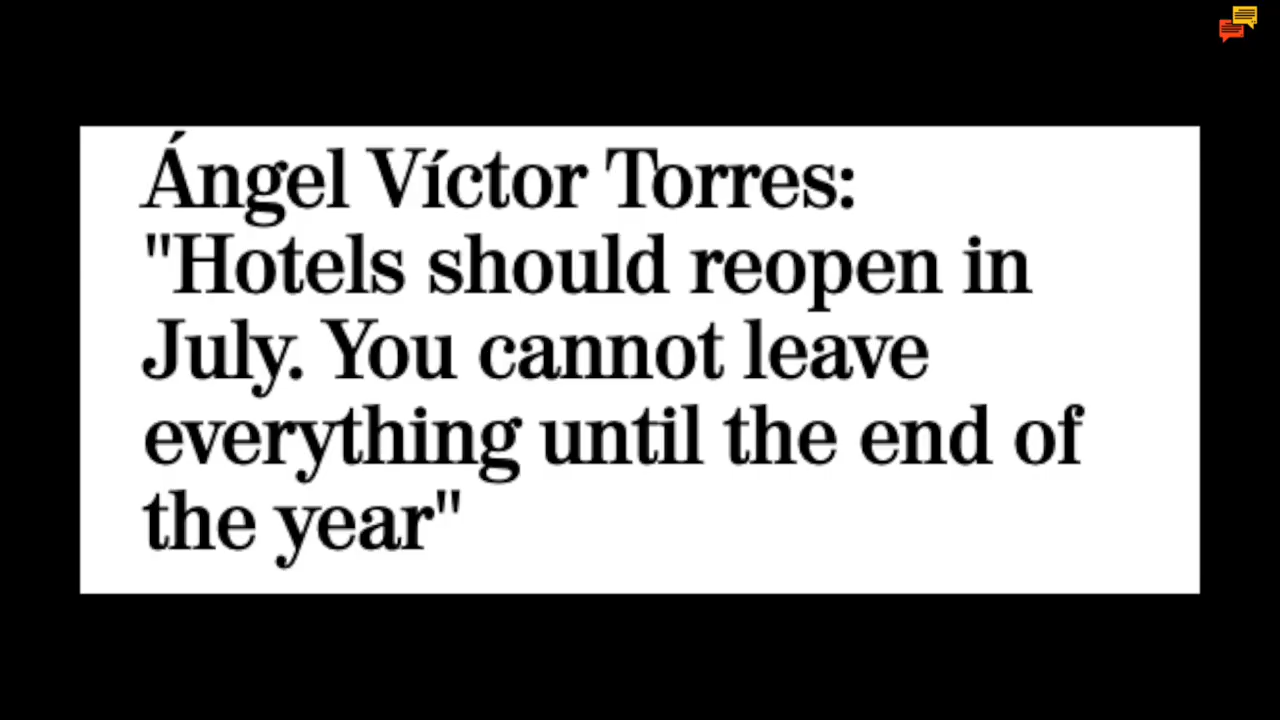 Ángel Víctor Torres:
"Hotels should reopen in
July. You cannot leave
everything until the end of
the year"